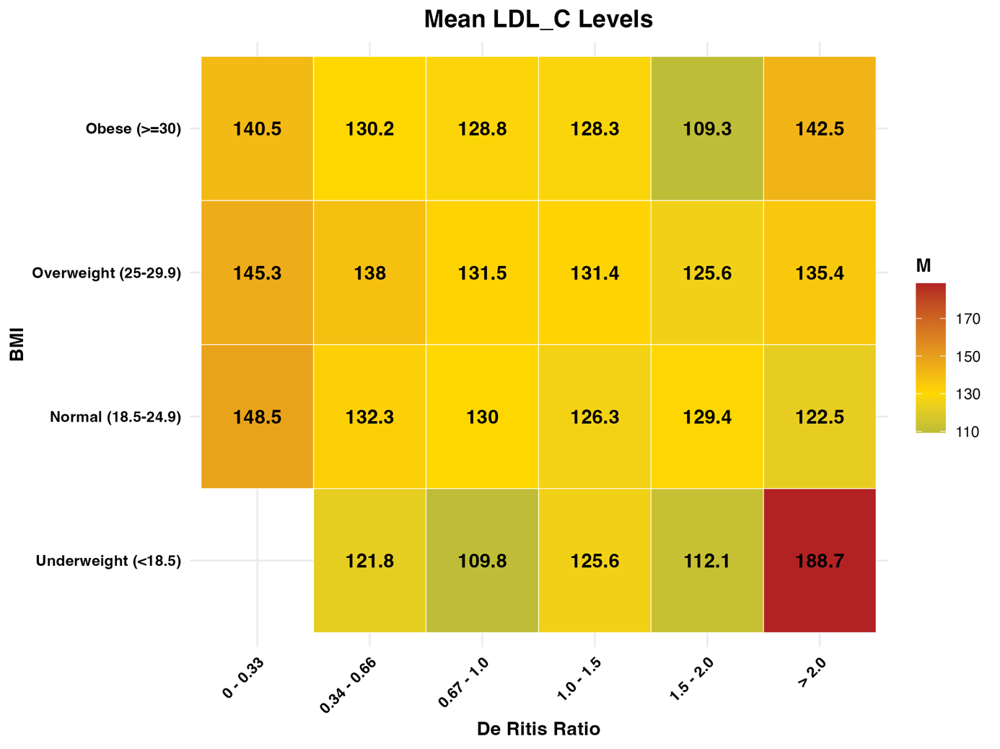 Mean LDL_C Levels
Obese (>=30)
140.5 130.2 128.8 128.3 109.3 142.5
Overweight (25-29.9)
145.3 138 131.5 131.4 125.6 135.4
Normal (18.5-24.9)
148.5 132.3 130 126.3 129.4 122.5
Underweight (<18.5)
121.8 109.8 125.6 112.1 188.7
BMI
0 - 0.33
0.34 - 0.66
0.67 - 1.0
1.0 - 1.5
1.5 - 2.0
> 2.0
De Ritis Ratio
M
170
150
130
110